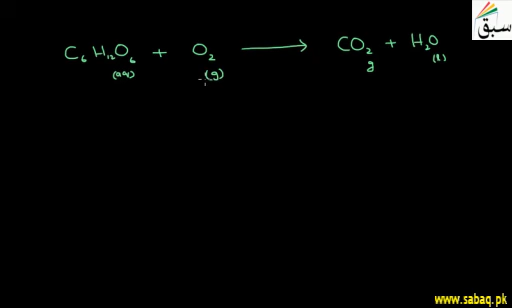 C₆H₁₂O₆ + O₂ ⟶ CO₂ + H₂O
(aq) (g) g (l)
سبق
www.sabaq.pk